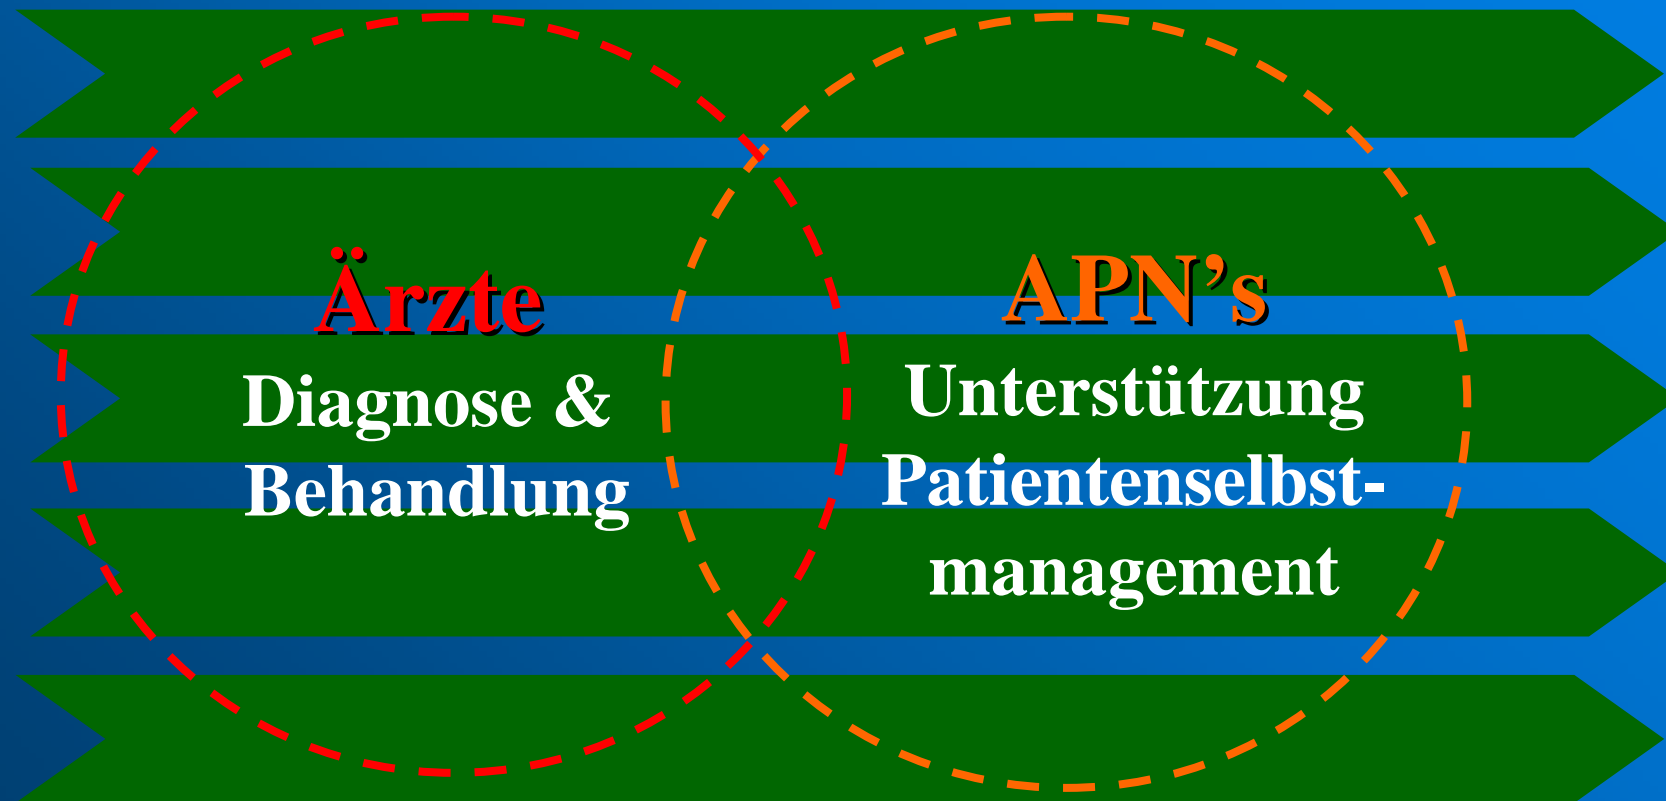 Ärzte
Diagnose &
Behandlung
APN’s
Unterstützung
Patientenselbst-
management